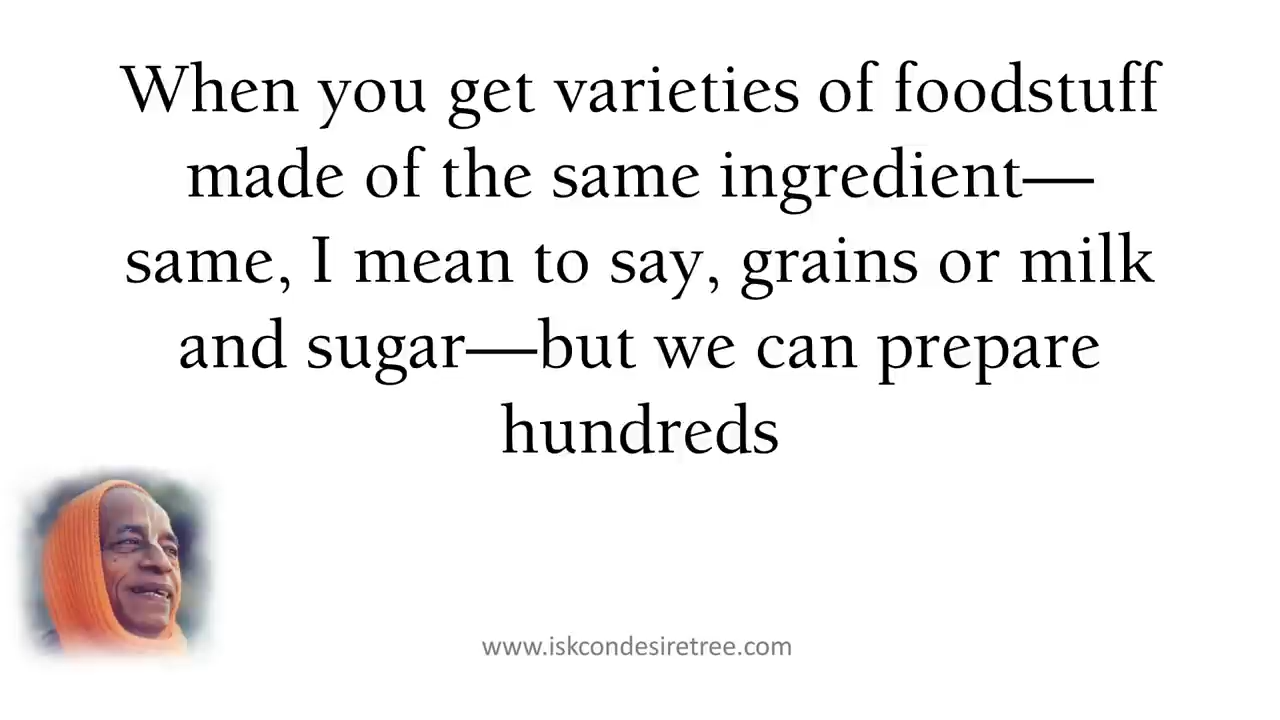 When you get varieties of foodstuff
made of the same ingredient—
same, I mean to say, grains or milk
and sugar—but we can prepare
hundreds
www.iskcondesiretree.com